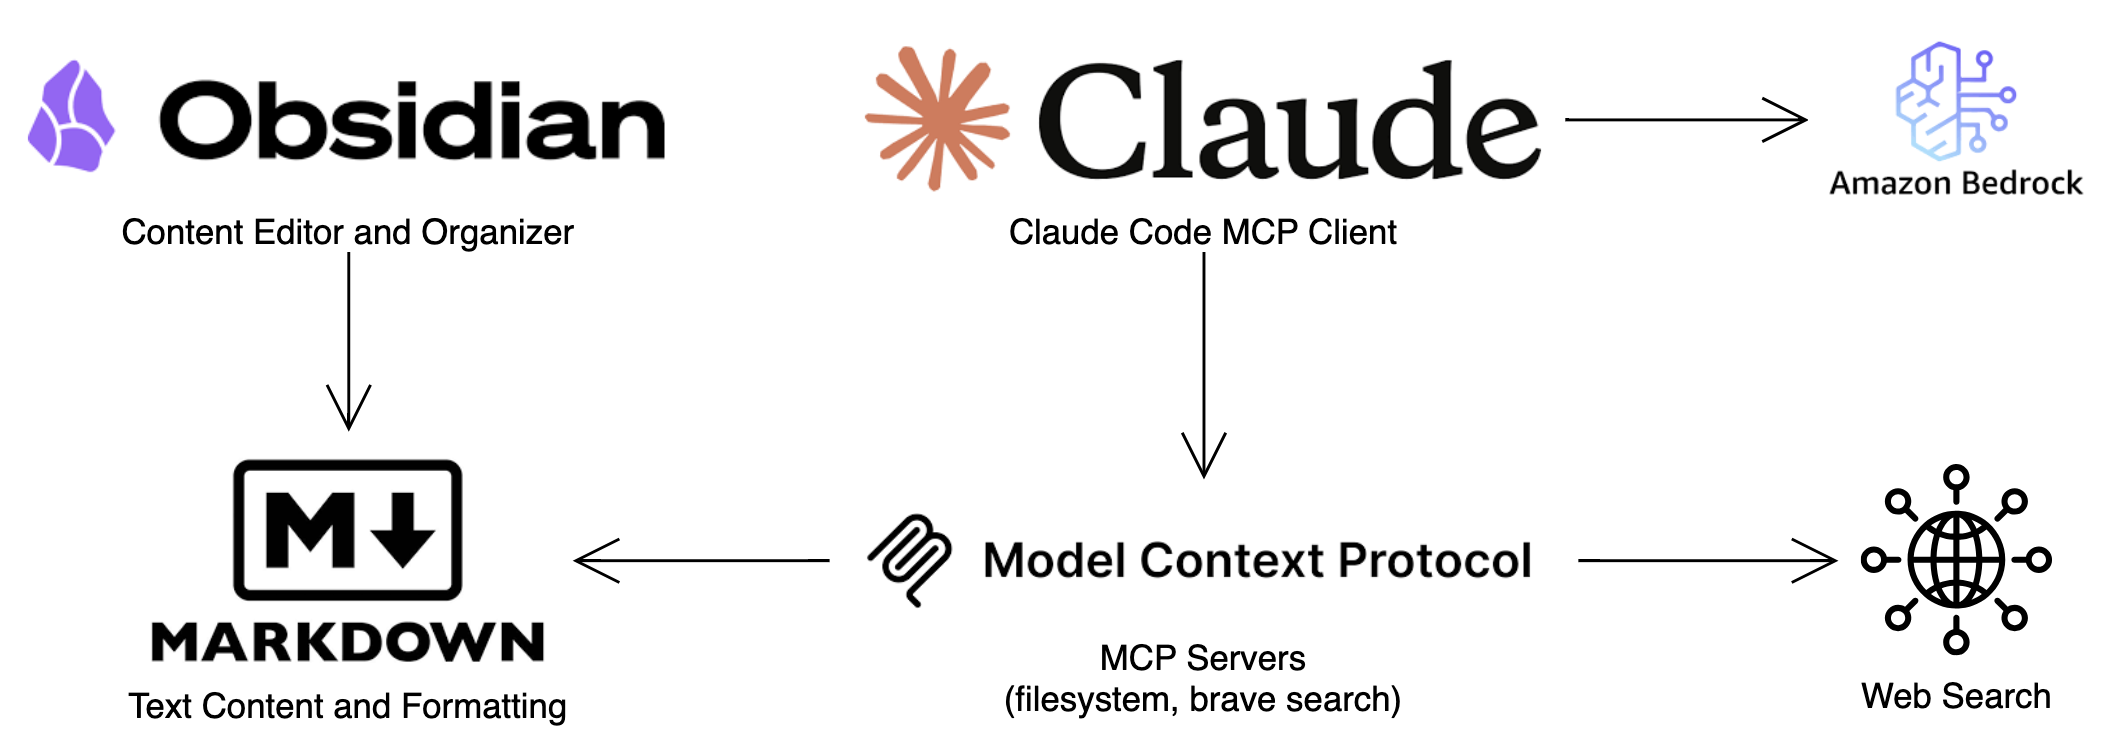 Obsidian
Content Editor and Organizer
Claude
Claude Code MCP Client
Amazon Bedrock
M
MARKDOWN
Text Content and Formatting
Model Context Protocol
MCP Servers
(filesystem, brave search)
Web Search